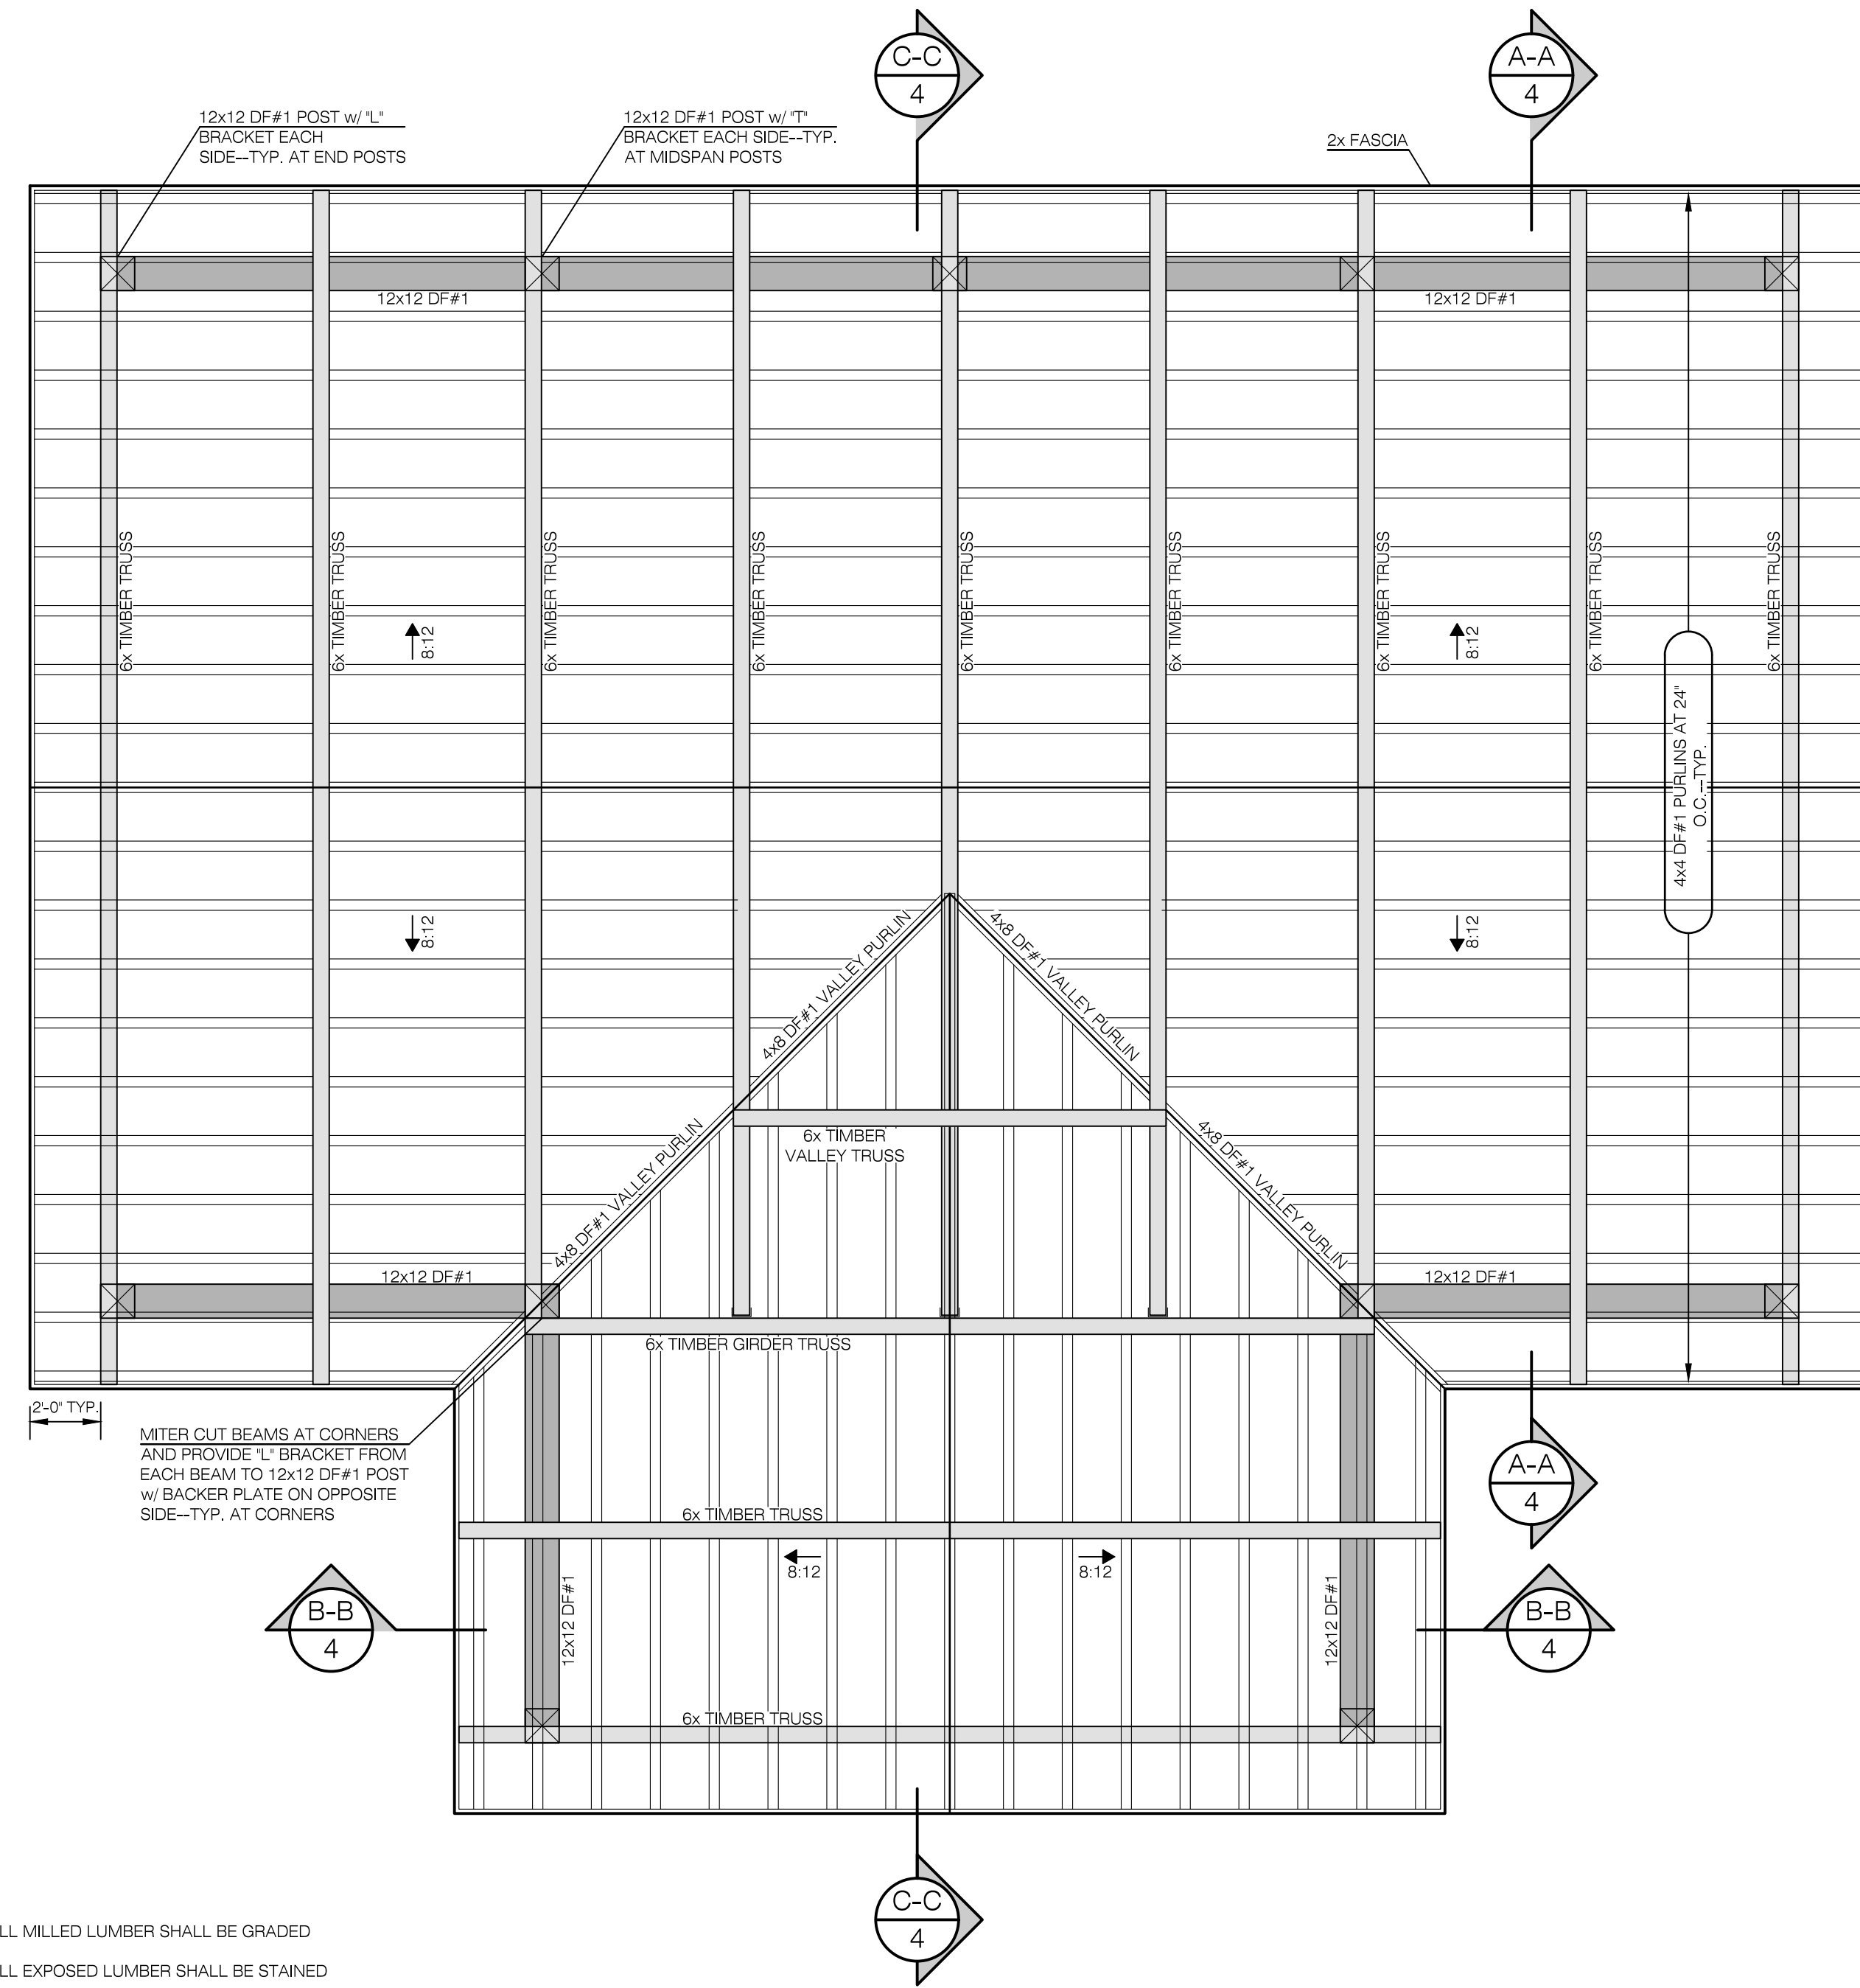 C-C
4
A-A
4
12x12 DF#1 POST w/ "L"
BRACKET EACH
SIDE--TYP. AT END POSTS
12x12 DF#1 POST w/ "T"
BRACKET EACH SIDE--TYP.
AT MIDSPAN POSTS
2x FASCIA
12x12 DF#1
12x12 DF#1
6x TIMBER TRUSS
6x TIMBER TRUSS
6x TIMBER TRUSS
6x TIMBER TRUSS
6x TIMBER TRUSS
6x TIMBER TRUSS
6x TIMBER TRUSS
6x TIMBER TRUSS
6x TIMBER TRUSS
8:12
8:12
4x4 DF#1 PURLINS AT 24"
O.C.--TYP.
8:12
8:12
4x8 DF#1 VALLEY PURLIN
4x8 DF#1 VALLEY PURLIN
4x8 DF#1 VALLEY PURLIN
4x8 DF#1 VALLEY PURLIN
6x TIMBER
VALLEY TRUSS
12x12 DF#1
12x12 DF#1
6x TIMBER GIRDER TRUSS
2'-0" TYP.
MITER CUT BEAMS AT CORNERS
AND PROVIDE "L" BRACKET FROM
EACH BEAM TO 12x12 DF#1 POST
w/ BACKER PLATE ON OPPOSITE
SIDE--TYP. AT CORNERS
A-A
4
6x TIMBER TRUSS
8:12
8:12
B-B
4
B-B
4
12x12 DF#1
12x12 DF#1
6x TIMBER TRUSS
C-C
4
LL MILLED LUMBER SHALL BE GRADED
LL EXPOSED LUMBER SHALL BE STAINED